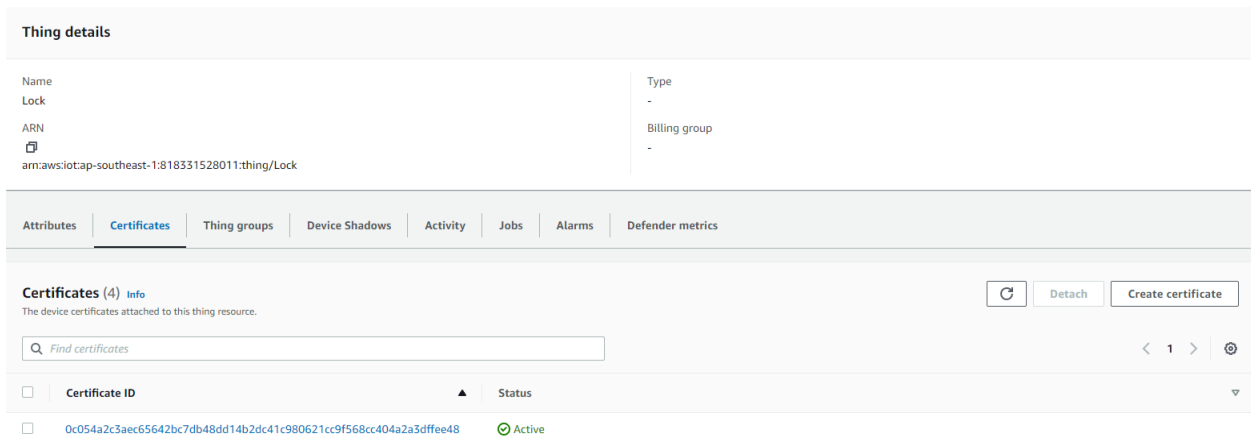 Thing details
Name
Lock
Type
-
ARN
arn:aws:iot:ap-southeast-1:818331528011:thing/Lock
Billing group
-
Attributes Certificates Thing groups Device Shadows Activity Jobs Alarms Defender metrics
Certificates (4) Info
The device certificates attached to this thing resource.
Detach Create certificate
Find certificates
1
Certificate ID Status
0c054a2c3aec65642bc7db48dd14b2dc41c980621cc9f568cc404a2a3dffee48 Active